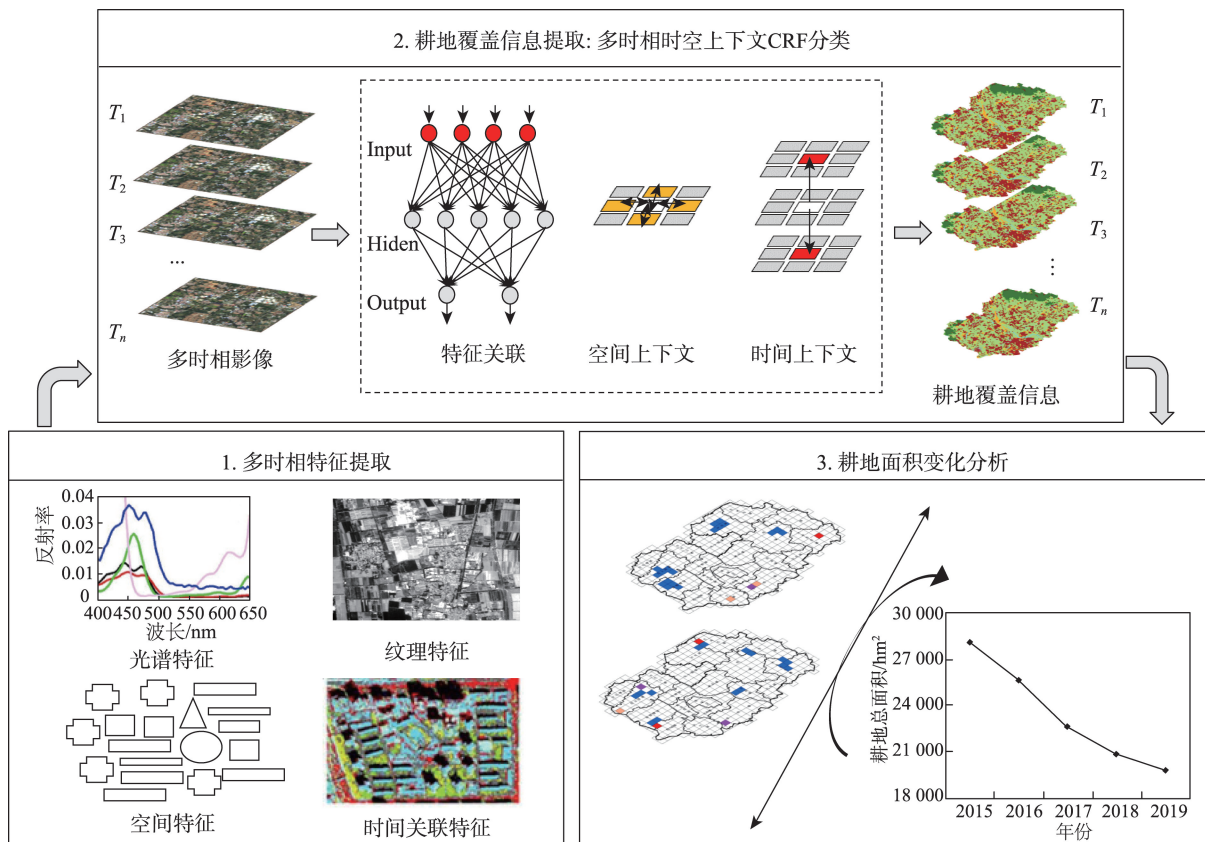 2. 耕地覆盖信息提取: 多时相时空上下文CRF分类
T1
T2
T3
...
Tn
多时相影像
Input
Hiden
Output
特征关联
空间上下文
时间上下文
T1
T2
T3
...
Tn
耕地覆盖信息
1. 多时相特征提取
反射率
0.04
0.03
0.02
0.01
0
400 450 500 550 600 650
波长/nm
光谱特征
纹理特征
空间特征
时间关联特征
3. 耕地面积变化分析
耕地总面积/hm²
30 000
27 000
24 000
21 000
18 000
2015 2016 2017 2018 2019
年份